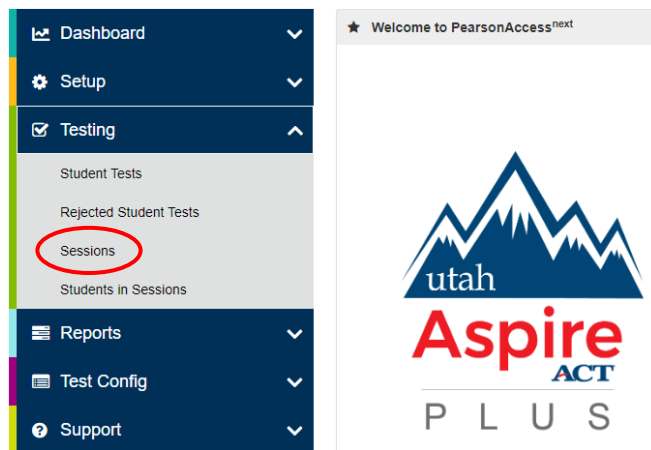 Dashboard
Setup
Testing
Student Tests
Rejected Student Tests
Sessions
Students in Sessions
Reports
Test Config
Support
Welcome to PearsonAccessnext
utah
Aspire
ACT
PLUS